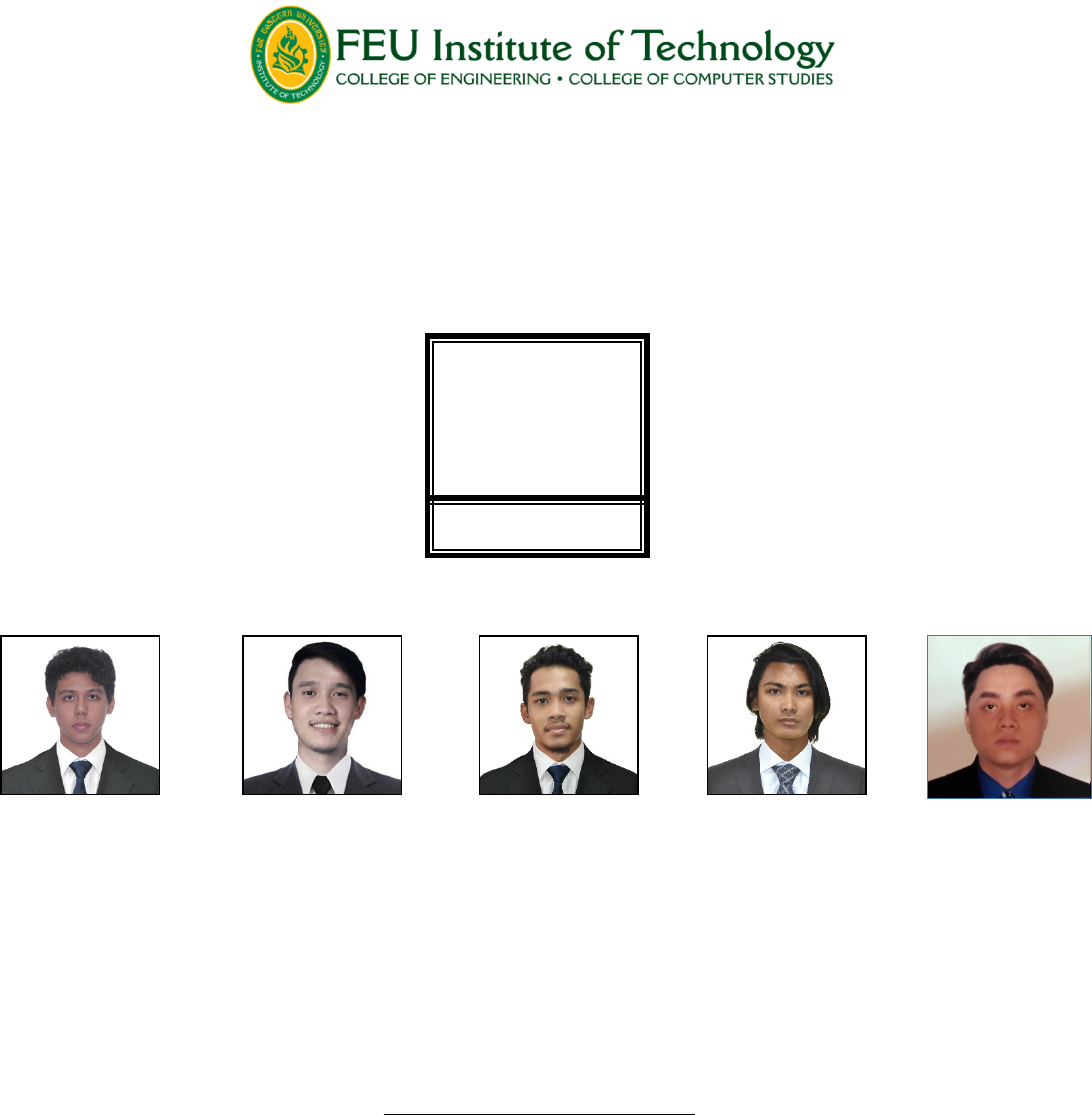 FAR EASTERN UNIVERSITY
INSTITUTE OF TECHNOLOGY
FEU Institute of Technology
COLLEGE OF ENGINEERING • COLLEGE OF COMPUTER STUDIES